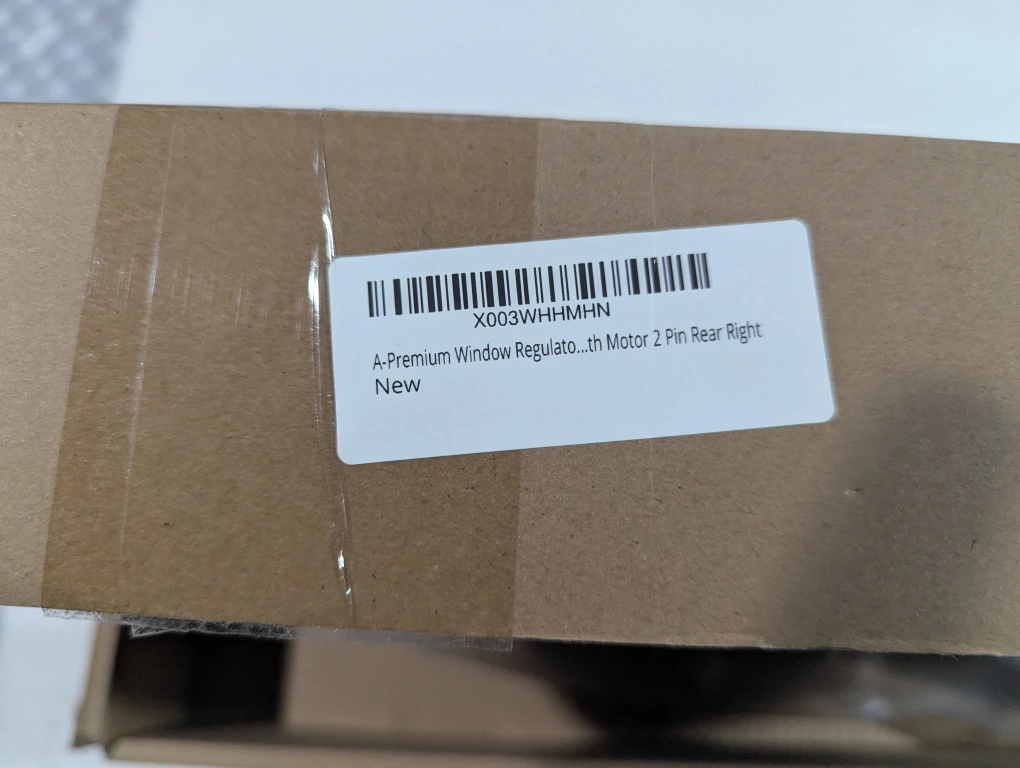 X003WHHMHN
A-Premium Window Regulato...th Motor 2 Pin Rear Right
New